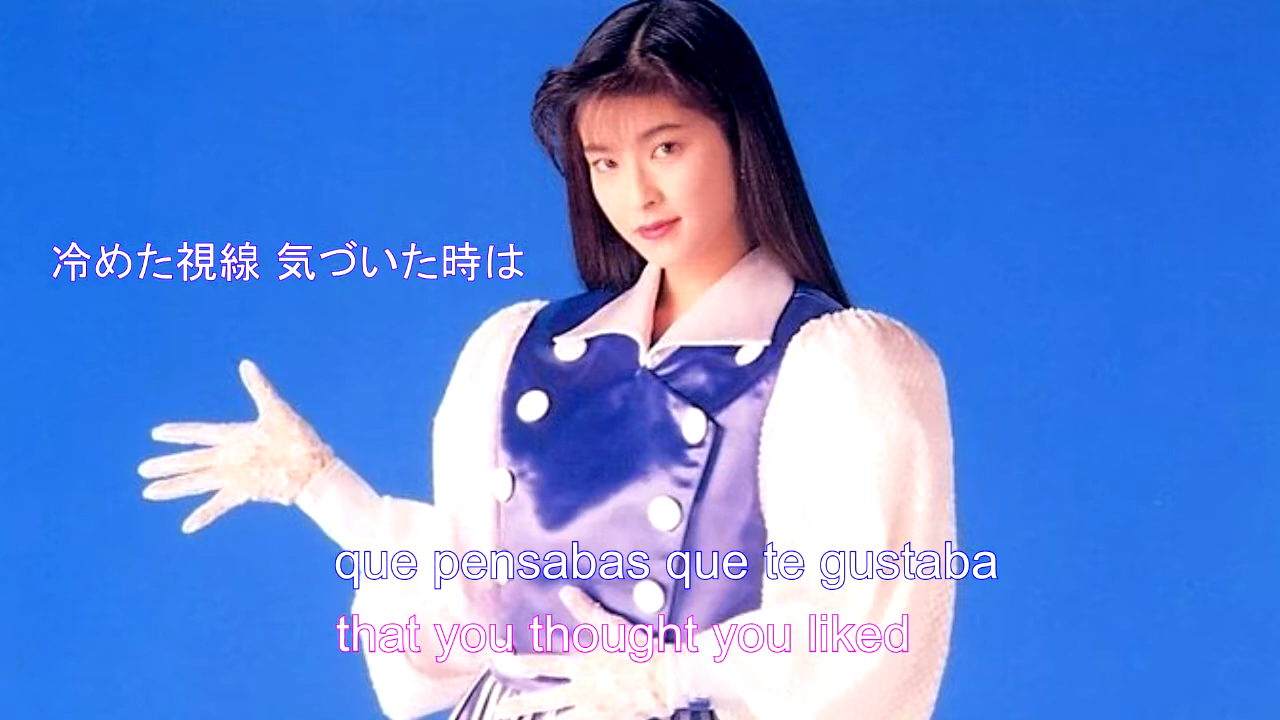 冷めた視線 気づいた時は
que pensabas que te gustaba
that you thought you liked